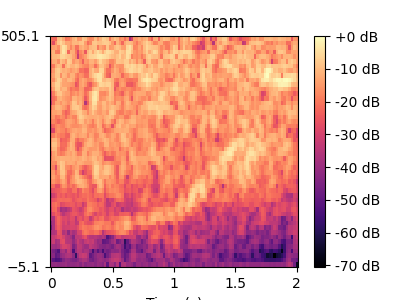 Mel Spectrogram
505.1
−5.1
0
0.5
1
1.5
2
+0 dB
-10 dB
-20 dB
-30 dB
-40 dB
-50 dB
-60 dB
-70 dB